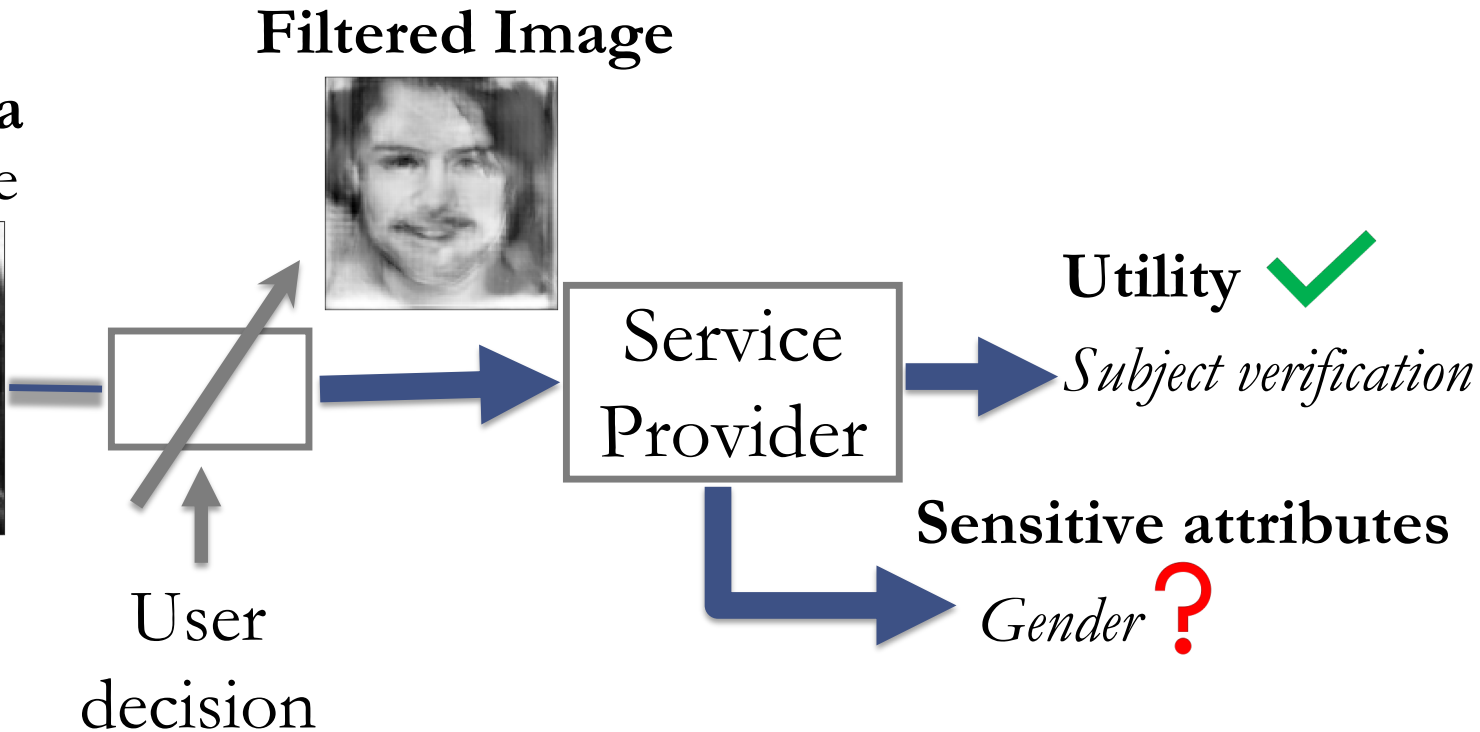 Filtered Image
a
e
Service
Provider
Utility
Subject verification
Sensitive attributes
Gender ?
User
decision